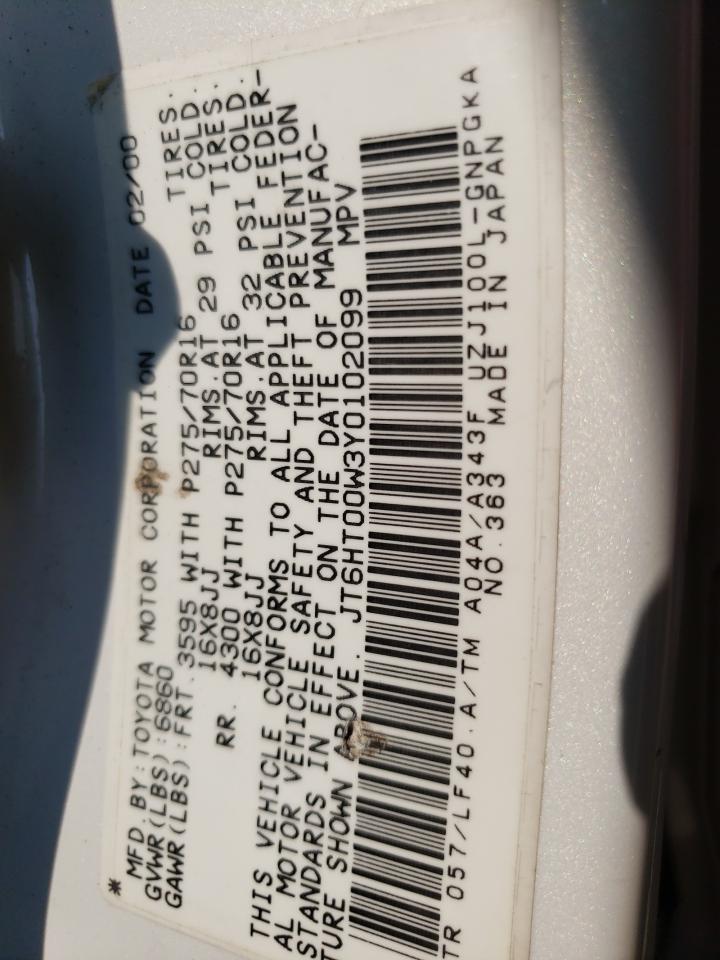 * MFD.BY:TOYOTA MOTOR CORPORATION DATE 02/00
GVWR(LBS):6860
GAWR(LBS):FRT.3595 WITH P275/70R16 TIRES.
16X8JJ RIMS.AT 29 PSI COLD.
RR. 4300 WITH P275/70R16 TIRES.
16X8JJ RIMS.AT 32 PSI COLD.
THIS VEHICLE CONFORMS TO ALL APPLICABLE FEDER-
AL MOTOR VEHICLE SAFETY AND THEFT PREVENTION
STANDARDS IN EFFECT ON THE DATE OF MANUFAC-
TURE SHOWN ABOVE. JT6HT00W3Y0102099 MPV
TR 057/LF40.A/TM A04A/A343F UZJ100L-GNPGKA
NO.363 MADE IN JAPAN